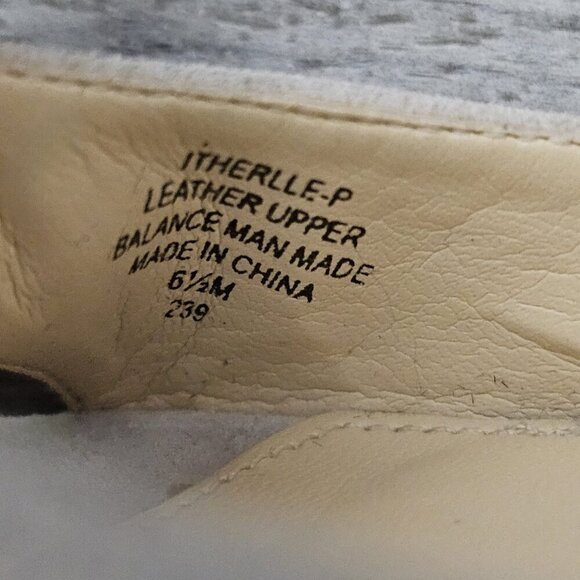 ITHERLLE-P
LEATHER UPPER
BALANCE MAN MADE
MADE IN CHINA
6½M
239